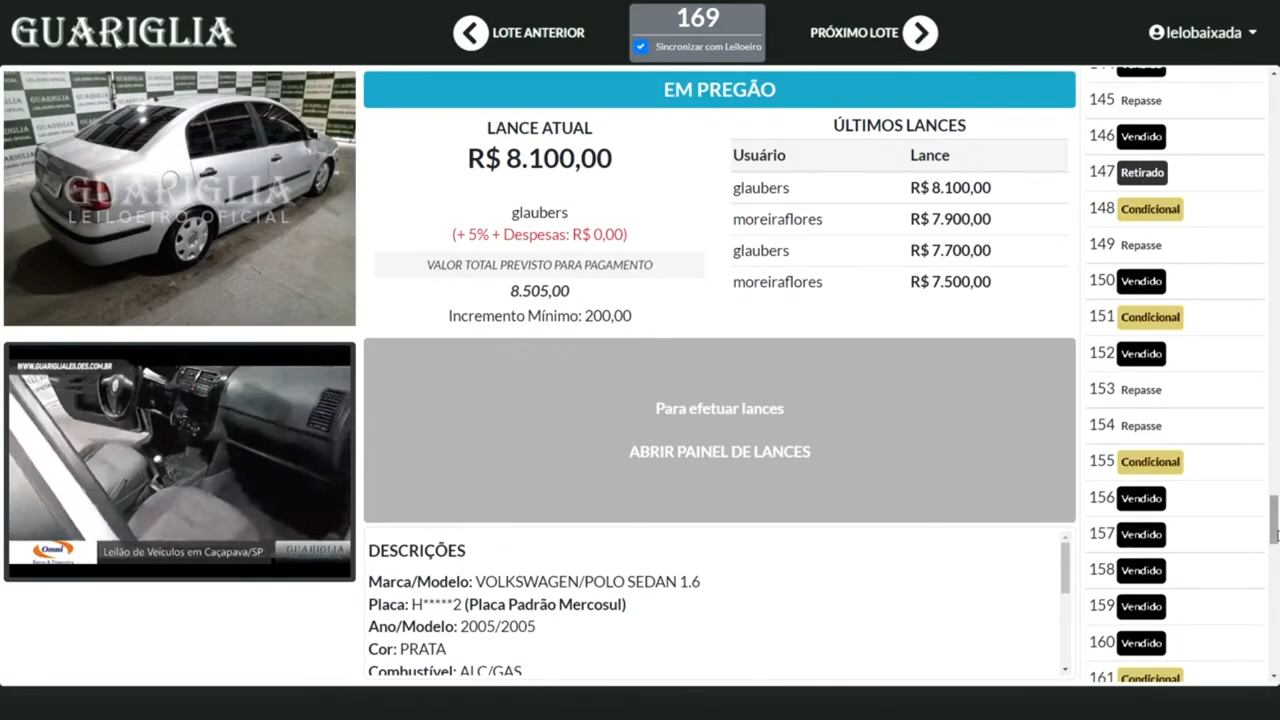 GUARIGLIA
LOTE ANTERIOR
169
Sincronizar com Leiloeiro
PRÓXIMO LOTE
lelobaixada
GUARIGLIA
LEILOEIRO OFICIAL
WWW.GUARIGLIALEILOES.COM.BR
Omni
Leilão de Veículos em Caçapava/SP
GUARIGLIA
EM PREGÃO
LANCE ATUAL
R$ 8.100,00
glaubers
(+ 5% + Despesas: R$ 0,00)
VALOR TOTAL PREVISTO PARA PAGAMENTO
8.505,00
Incremento Mínimo: 200,00
ÚLTIMOS LANCES
Usuário Lance
glaubers R$ 8.100,00
moreiraflores R$ 7.900,00
glaubers R$ 7.700,00
moreiraflores R$ 7.500,00
Para efetuar lances
ABRIR PAINEL DE LANCES
DESCRIÇÕES
Marca/Modelo: VOLKSWAGEN/POLO SEDAN 1.6
Placa: H*****2 (Placa Padrão Mercosul)
Ano/Modelo: 2005/2005
Cor: PRATA
Combustível: ALC/GAS
145 Repasse
146 Vendido
147 Retirado
148 Condicional
149 Repasse
150 Vendido
151 Condicional
152 Vendido
153 Repasse
154 Repasse
155 Condicional
156 Vendido
157 Vendido
158 Vendido
159 Vendido
160 Vendido
161 Condicional